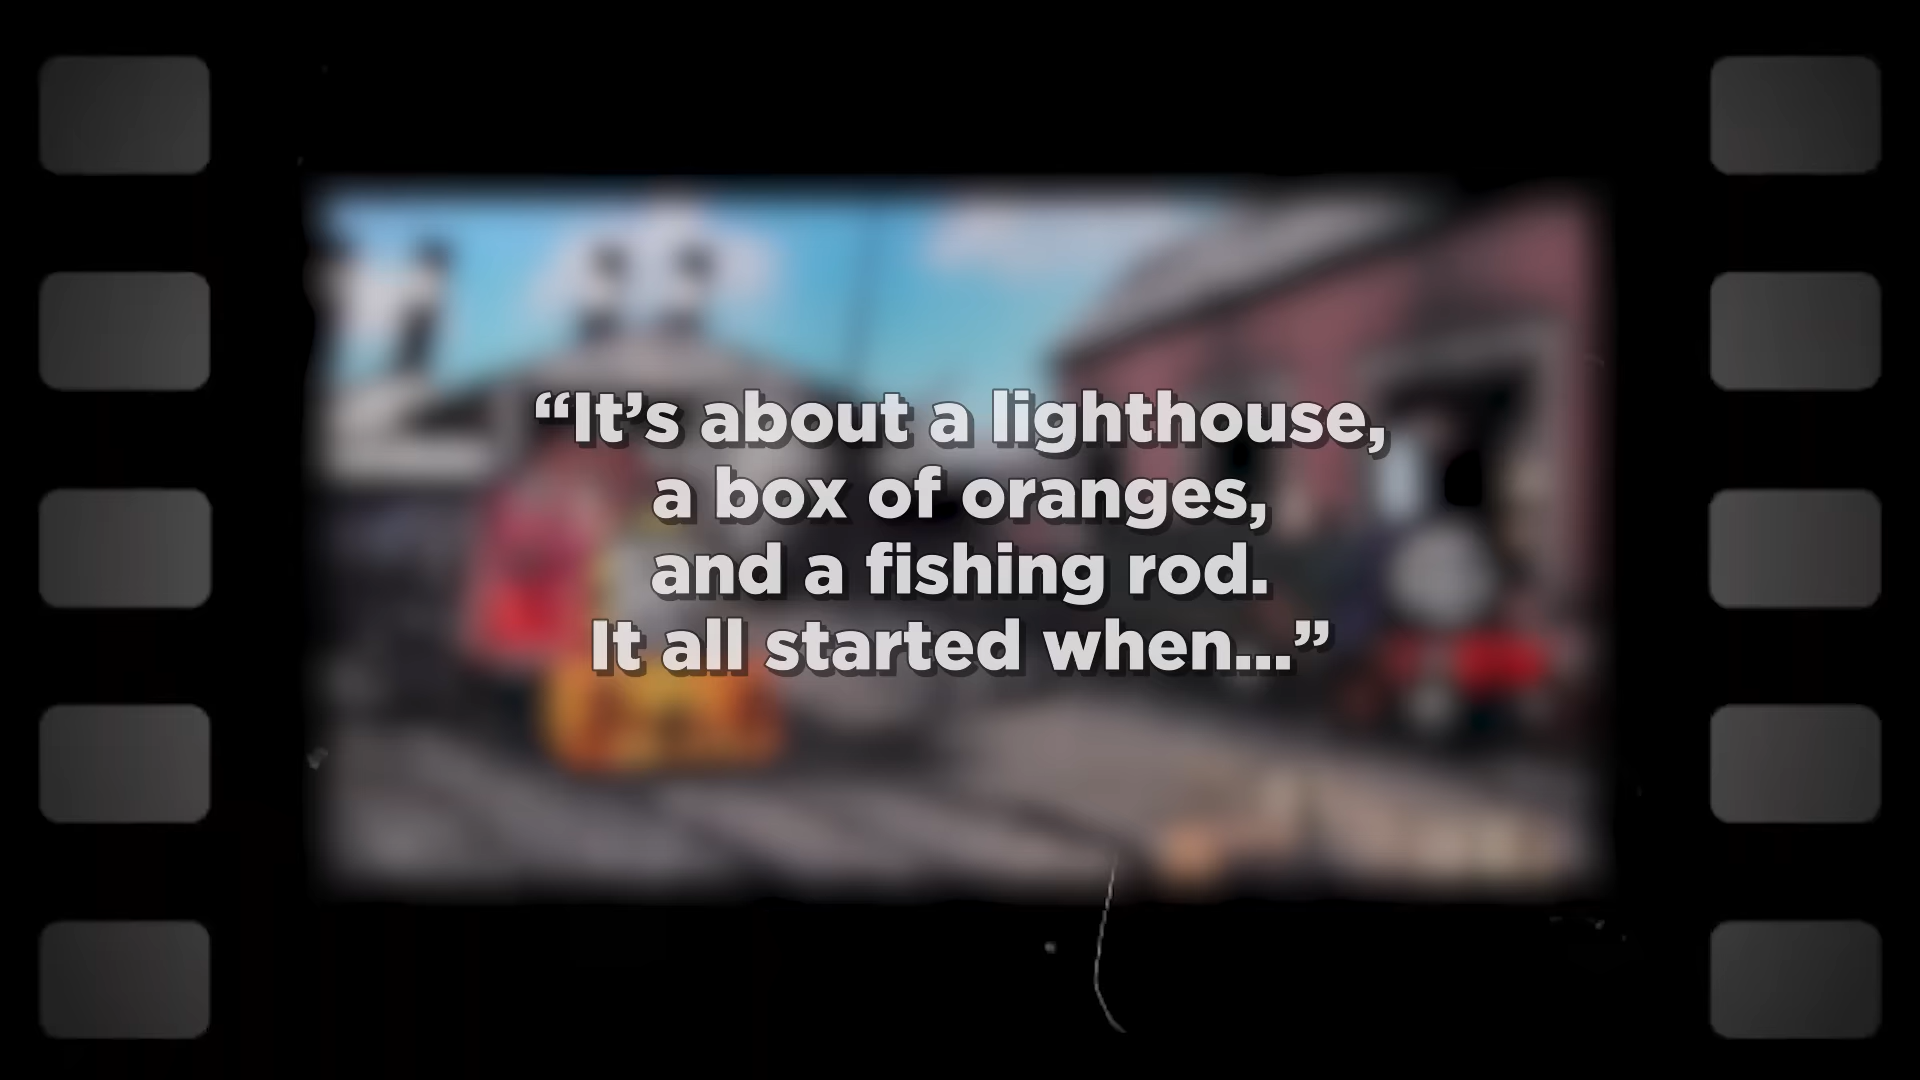 “It’s about a lighthouse,
a box of oranges,
and a fishing rod.
It all started when...”